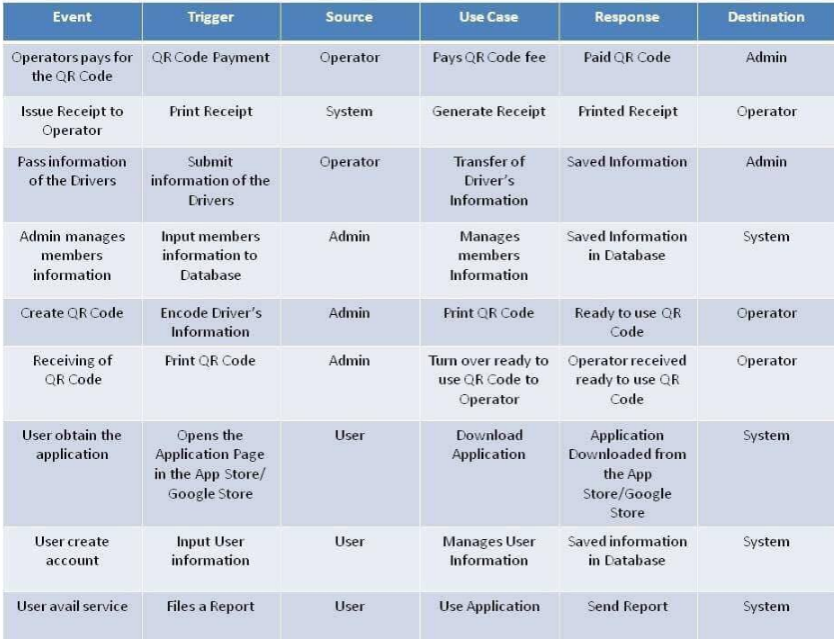 Event Trigger Source Use Case Response Destination
Operators pays for QR Code Payment Operator Pays QR Code fee Paid QR Code Admin
the QR Code
Issue Receipt to Print Receipt System Generate Receipt Printed Receipt Operator
Operator
Pass information Submit Operator Transfer of Saved Information Admin
of the Drivers information of the Driver's
Drivers Information
Admin manages Input members Admin Manages Saved Information System
members information to members in Database
information Database Information
Create QR Code Encode Driver's Admin Print QR Code Ready to use QR Operator
Information Code
Receiving of Print QR Code Admin Turn over ready to Operator received Operator
QR Code use QR Code to ready to use QR
Operator Code
User obtain the Opens the User Download Application System
application Application Page Application Downloaded from
in the App Store/ the App
Google Store Store/Google
Store
User create Input User User Manages User Saved information System
account information Information in Database
User avail service Files a Report User Use Application Send Report System